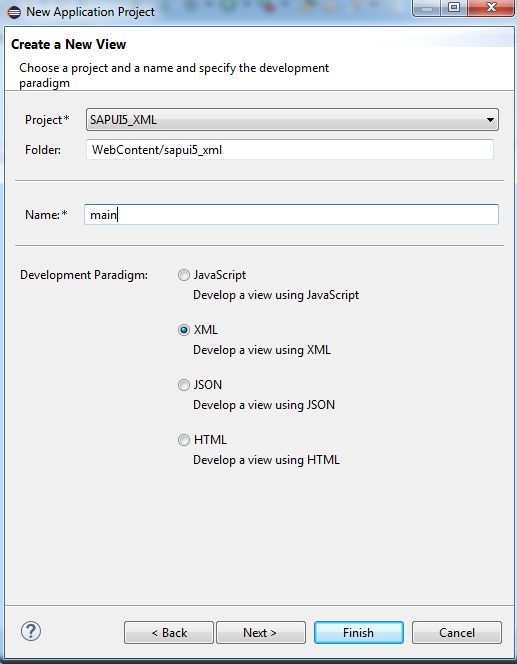 New Application Project
Create a New View
Choose a project and a name and specify the development
paradigm
Project* SAPUI5_XML
Folder: WebContent/sapui5_xml
Name:* main
Development Paradigm: JavaScript
Develop a view using JavaScript
XML
Develop a view using XML
JSON
Develop a view using JSON
HTML
Develop a view using HTML
? < Back Next > Finish Cancel